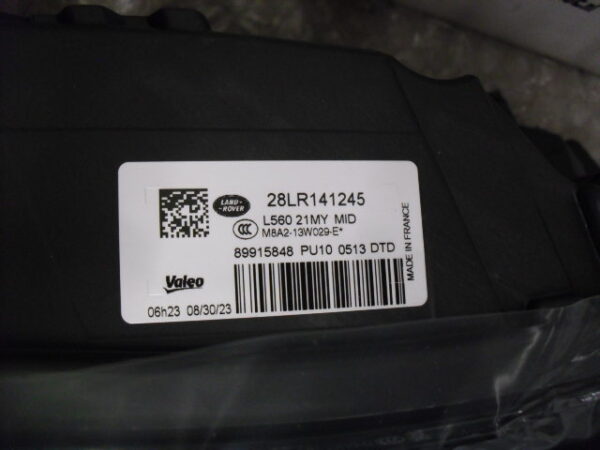 LAND-
ROVER
28LR141245
L560 21MY MID
CCC
M8A2-13W029-E*
89915848 PU10 0513 DTD
Valeo
06h23 08/30/23
MADE IN FRANCE